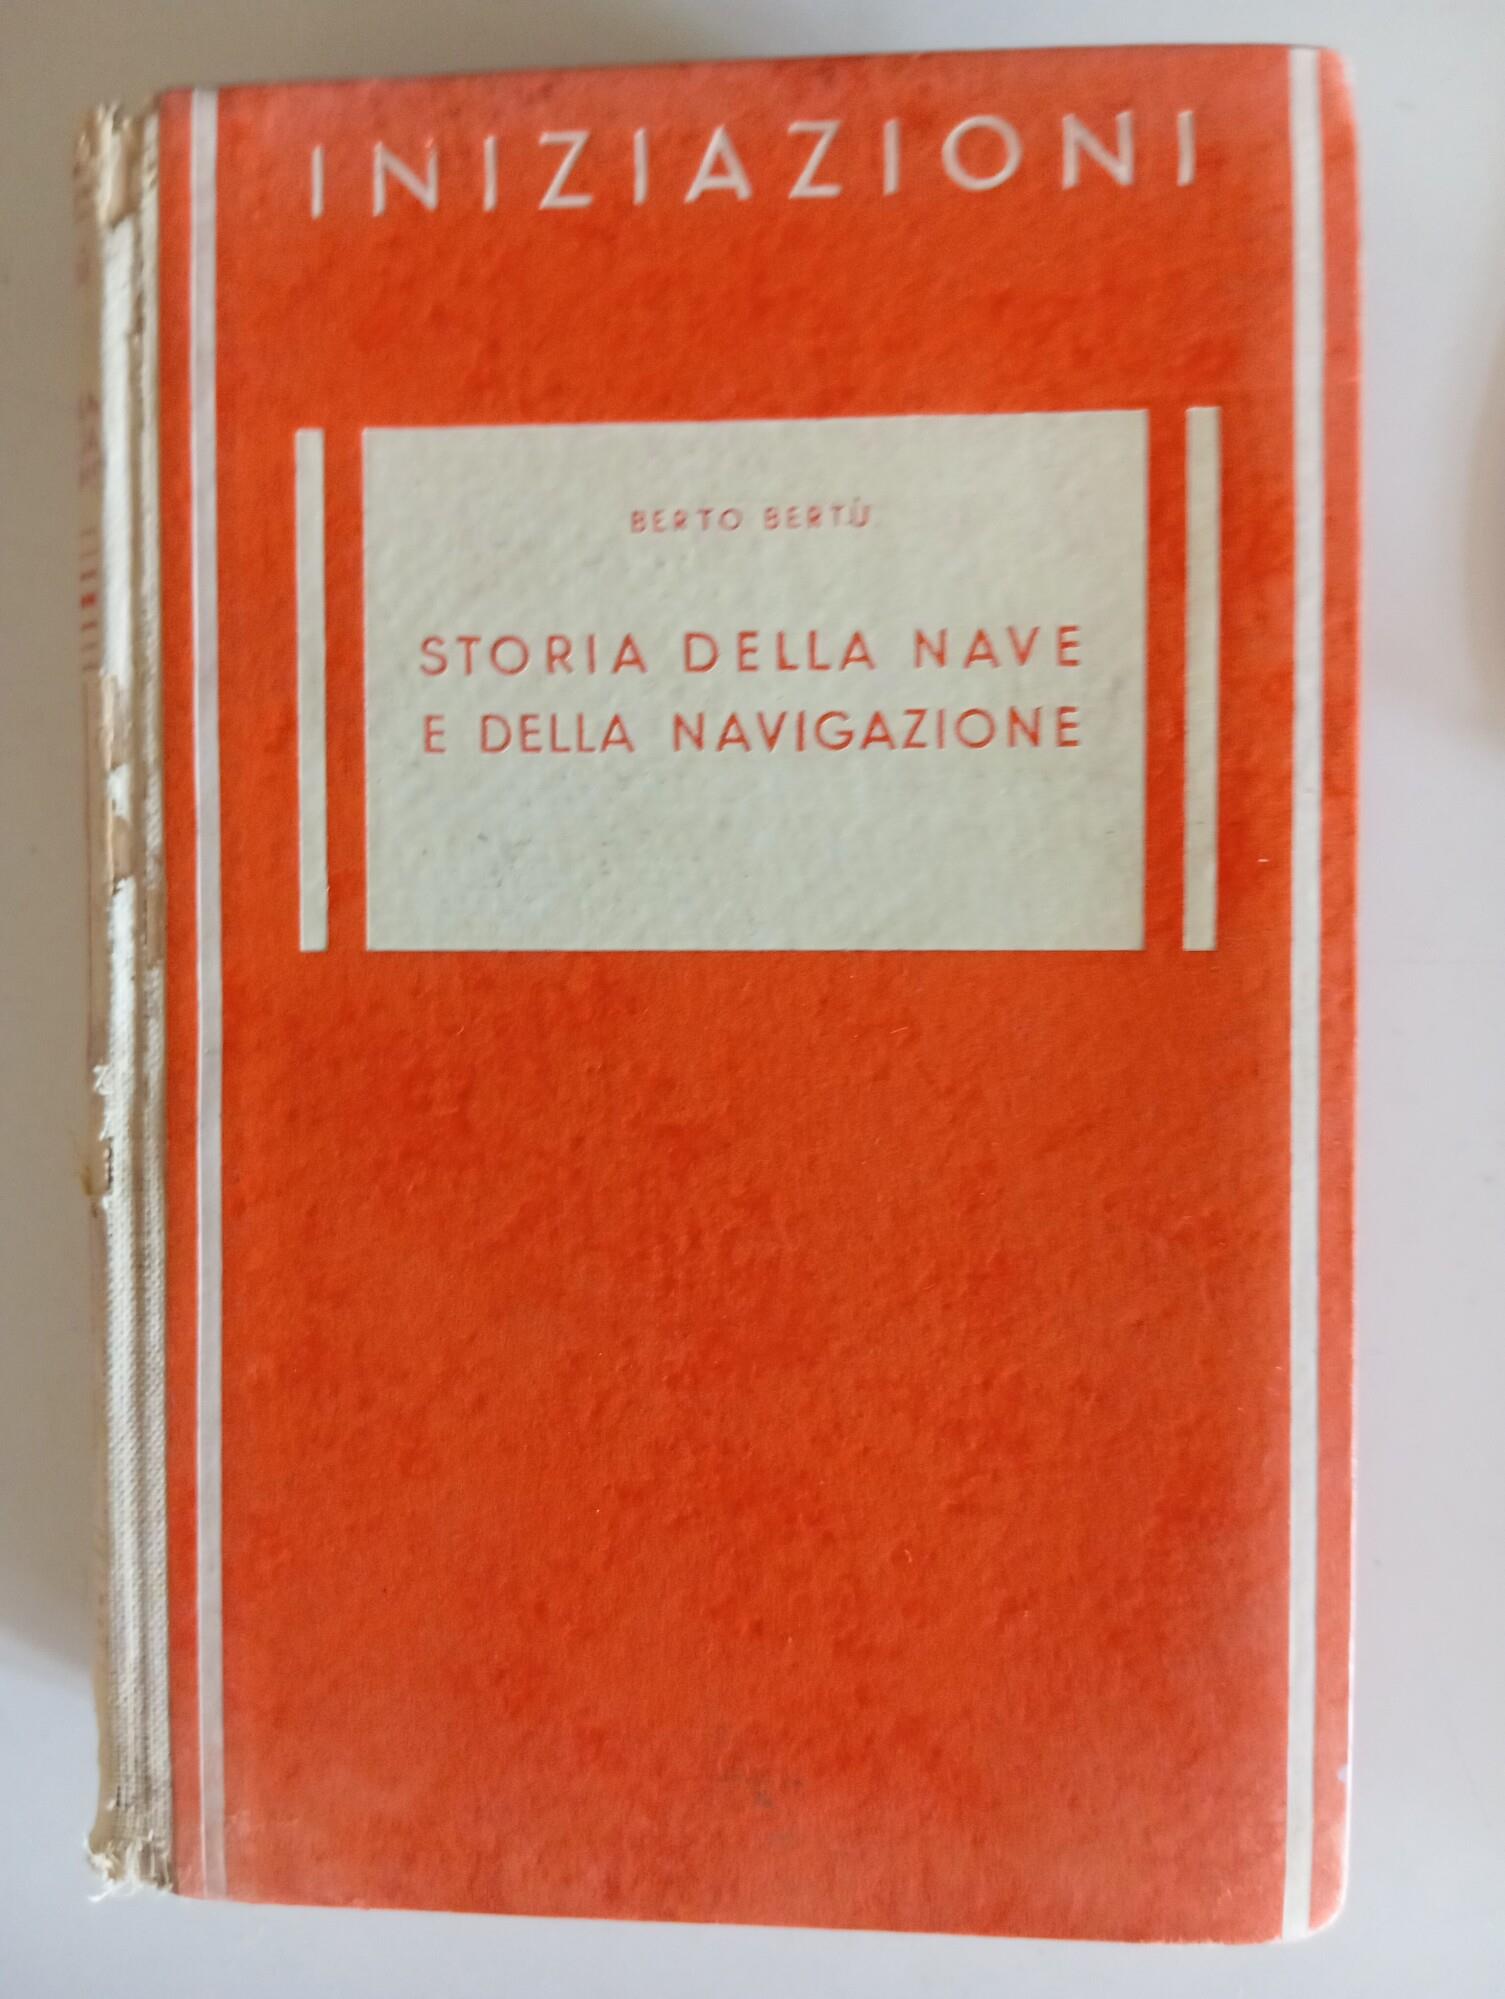 INIZIAZIONI
BERTO BERTÙ
STORIA DELLA NAVE
E DELLA NAVIGAZIONE